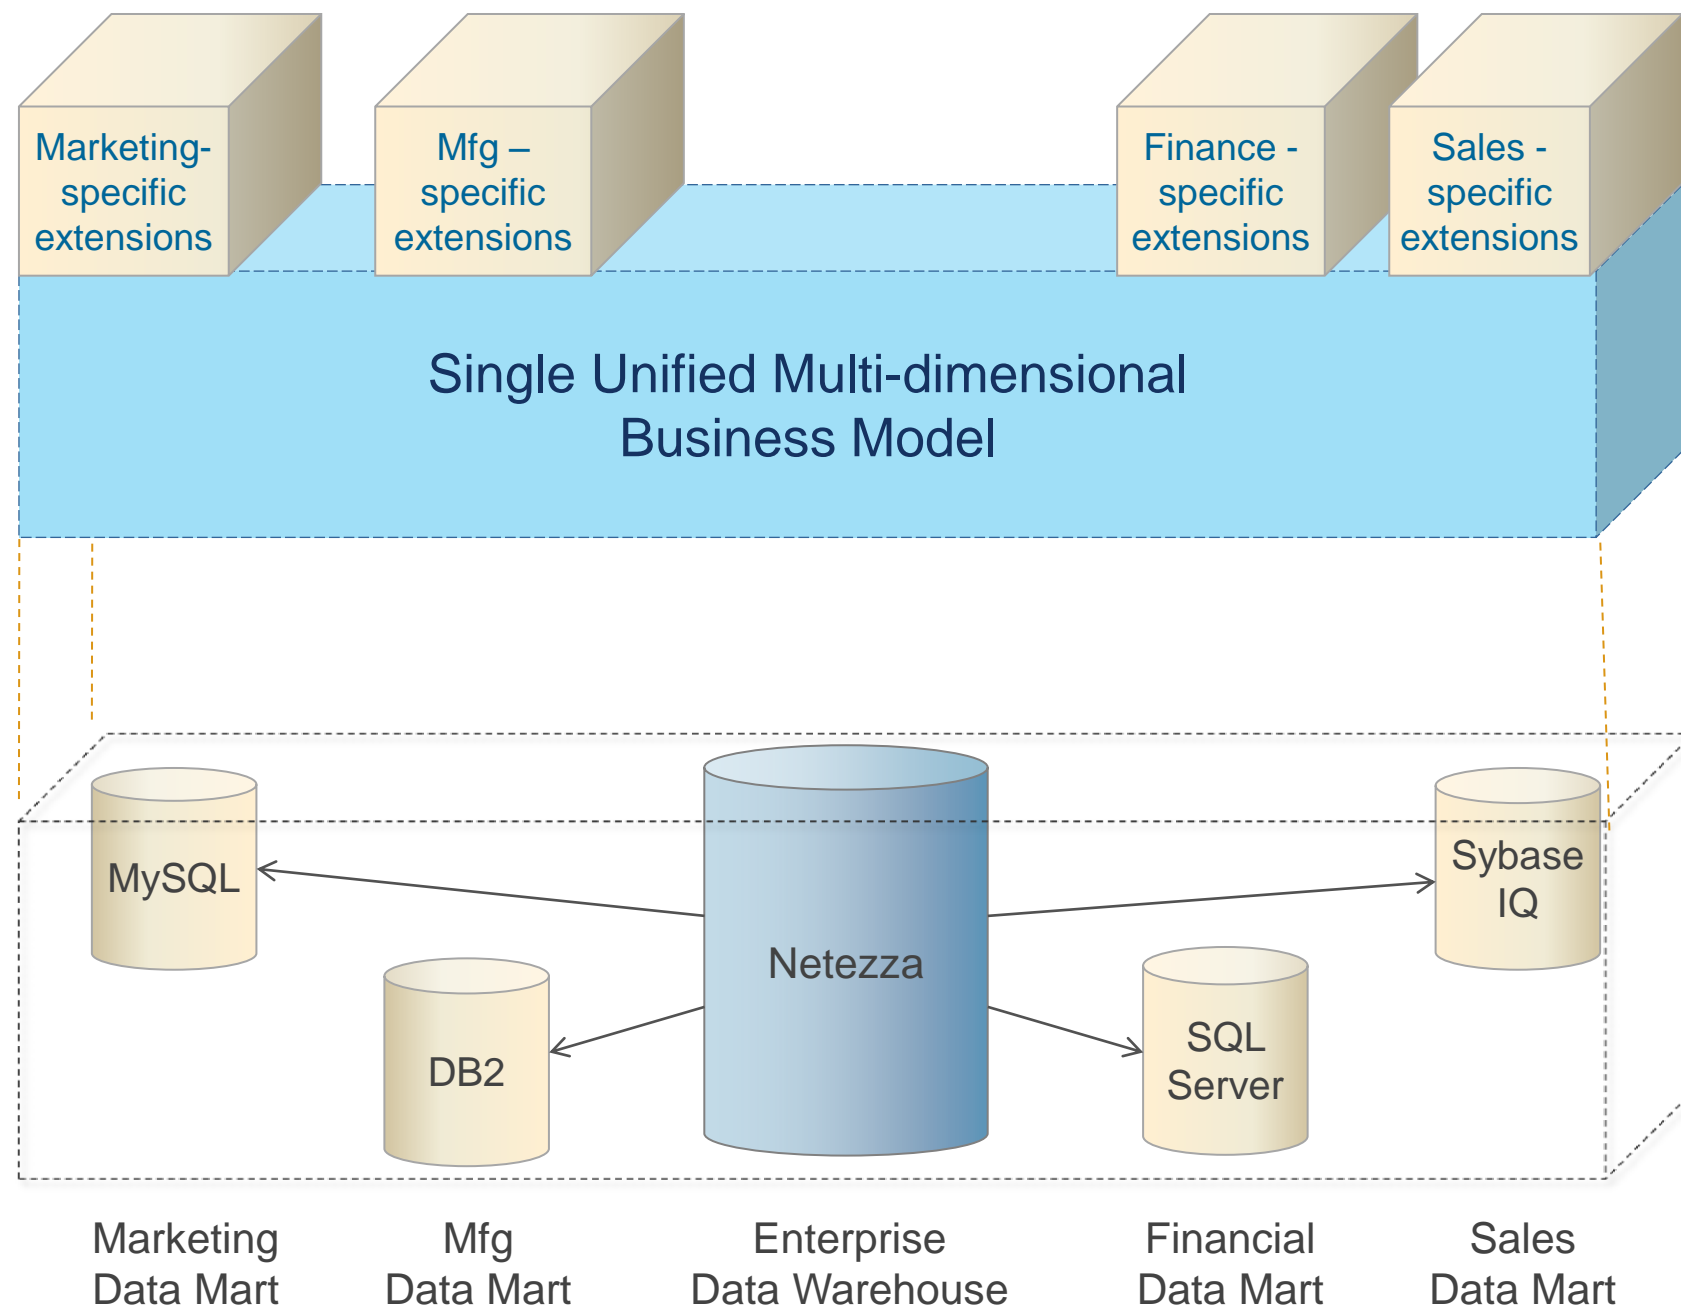 Marketing-
specific
extensions
Mfg –
specific
extensions
Finance -
specific
extensions
Sales -
specific
extensions
Single Unified Multi-dimensional
Business Model
MySQL
DB2
Netezza
SQL
Server
Sybase
IQ
Marketing
Data Mart
Mfg
Data Mart
Enterprise
Data Warehouse
Financial
Data Mart
Sales
Data Mart